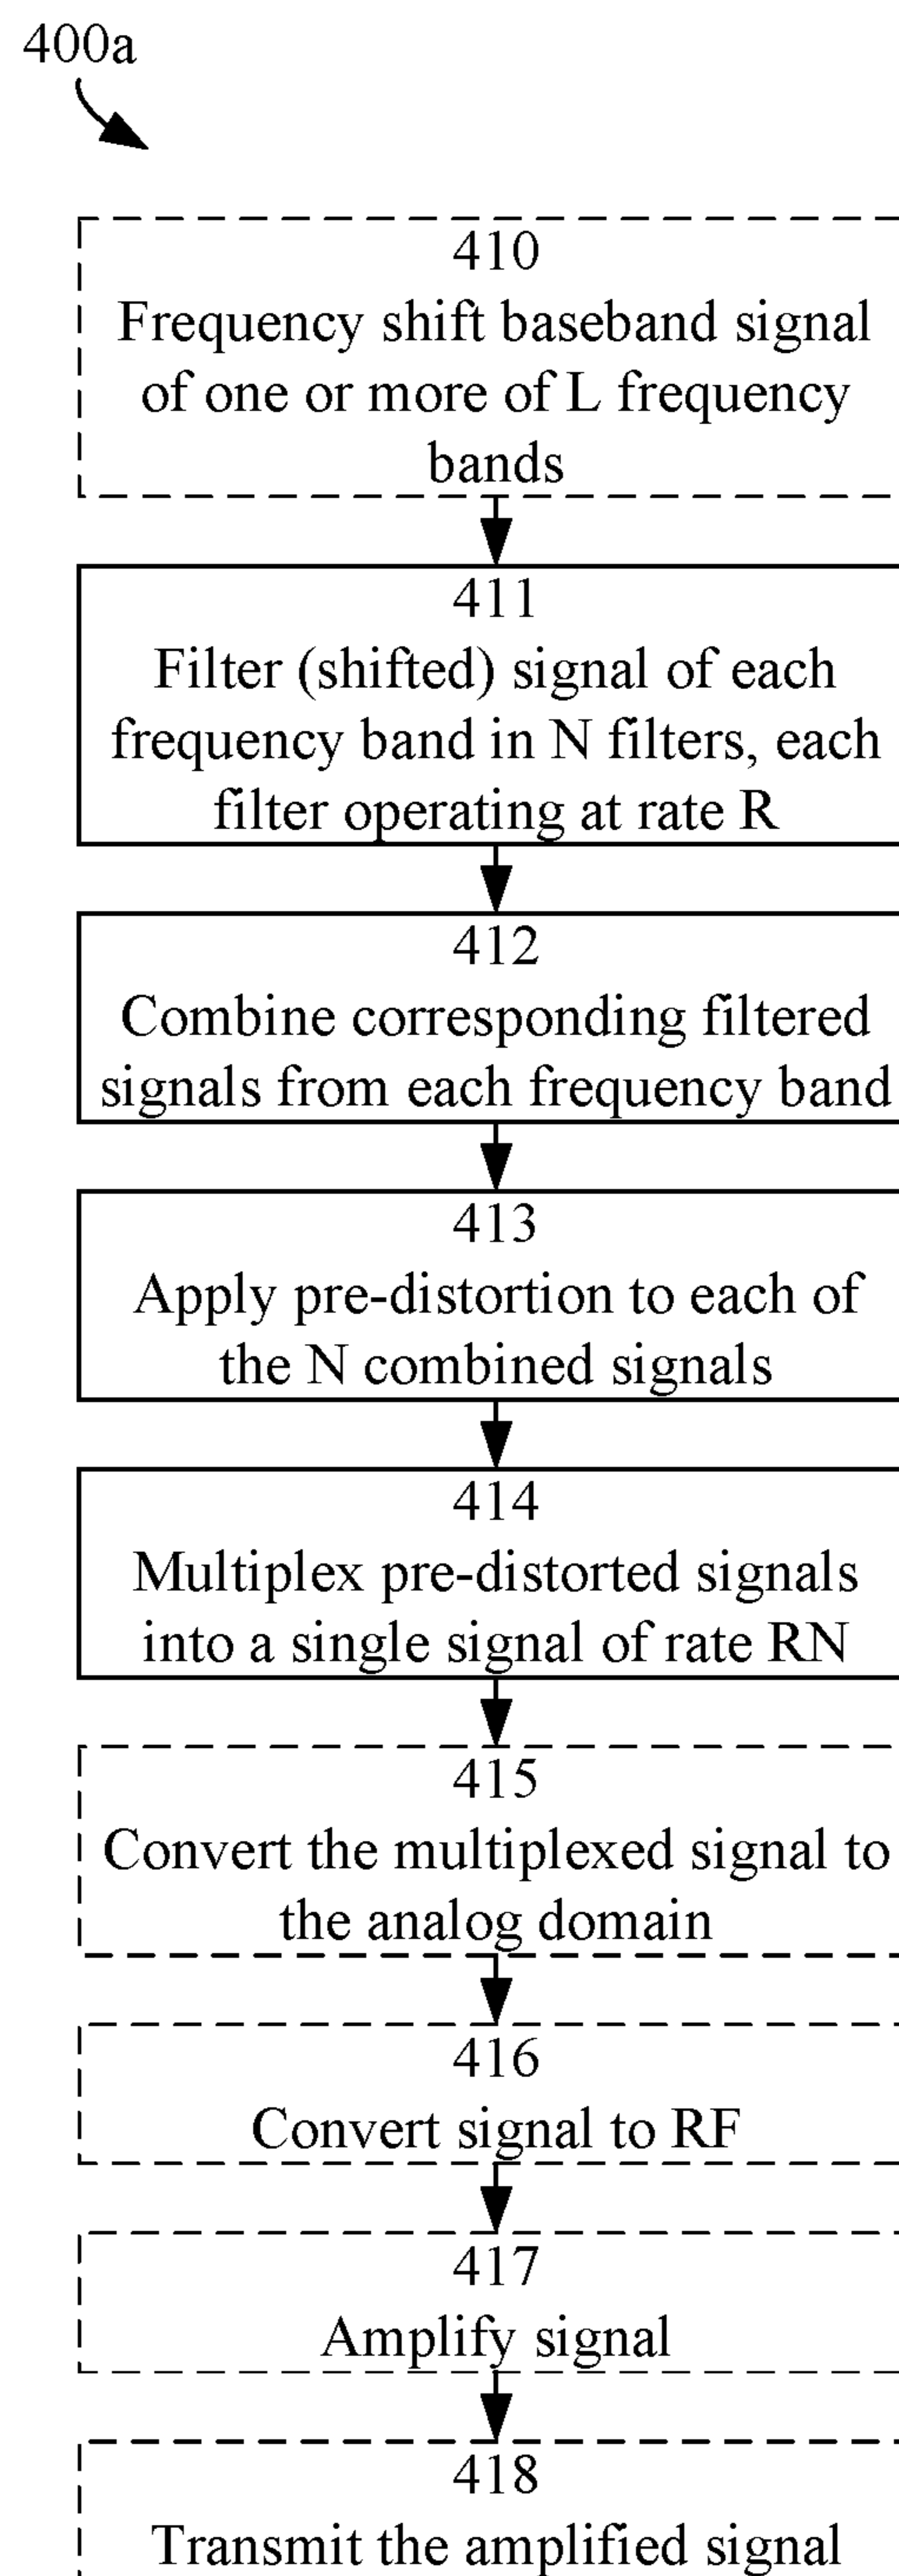 400a
410
Frequency shift baseband signal
of one or more of L frequency
bands
411
Filter (shifted) signal of each
frequency band in N filters, each
filter operating at rate R
412
Combine corresponding filtered
signals from each frequency band
413
Apply pre-distortion to each of
the N combined signals
414
Multiplex pre-distorted signals
into a single signal of rate RN
415
Convert the multiplexed signal to
the analog domain
416
Convert signal to RF
417
Amplify signal
418
Transmit the amplified signal